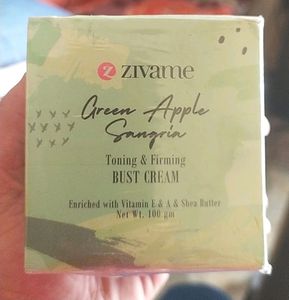 zivame
Green Apple
Sangria
Toning & Firming
BUST CREAM
Enriched with Vitamin E & A & Shea Butter
Net Wt. 100 gm